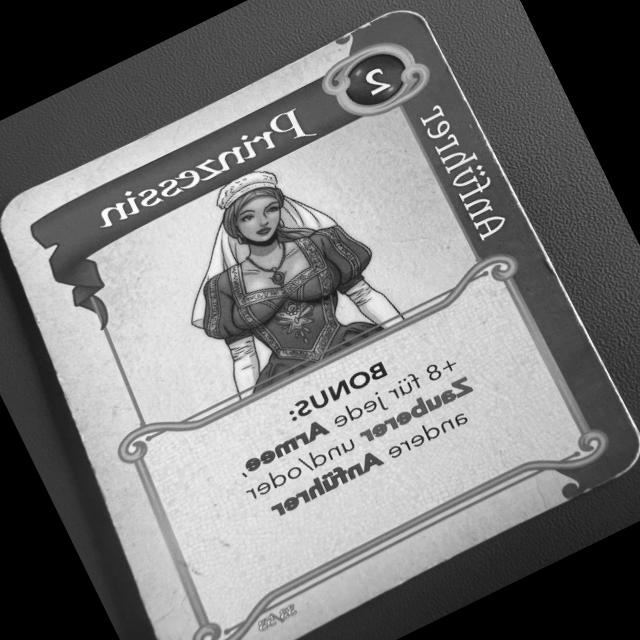 2
Prinzessin
Anführer
BONUS:
+8 für jede Armee,
Zauberer und/oder
andere Anführer